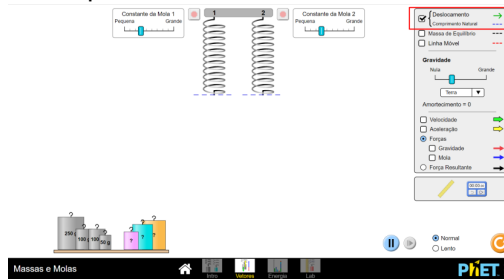 Constante da Mola 1
Pequena Grande
1 2
Constante da Mola 2
Pequena Grande
Deslocamento
Comprimento Natural
Massa de Equilíbrio
Linha Móvel
Gravidade
Nula Grande
Terra
Amortecimento = 0
Velocidade
Aceleração
Forças
Gravidade
Mola
Força Resultante
? ? ?
250 g 100 g 100 g 50 g ? ? ?
Normal
Lento
Massas e Molas
Intro Valores Energia Lab
PhET